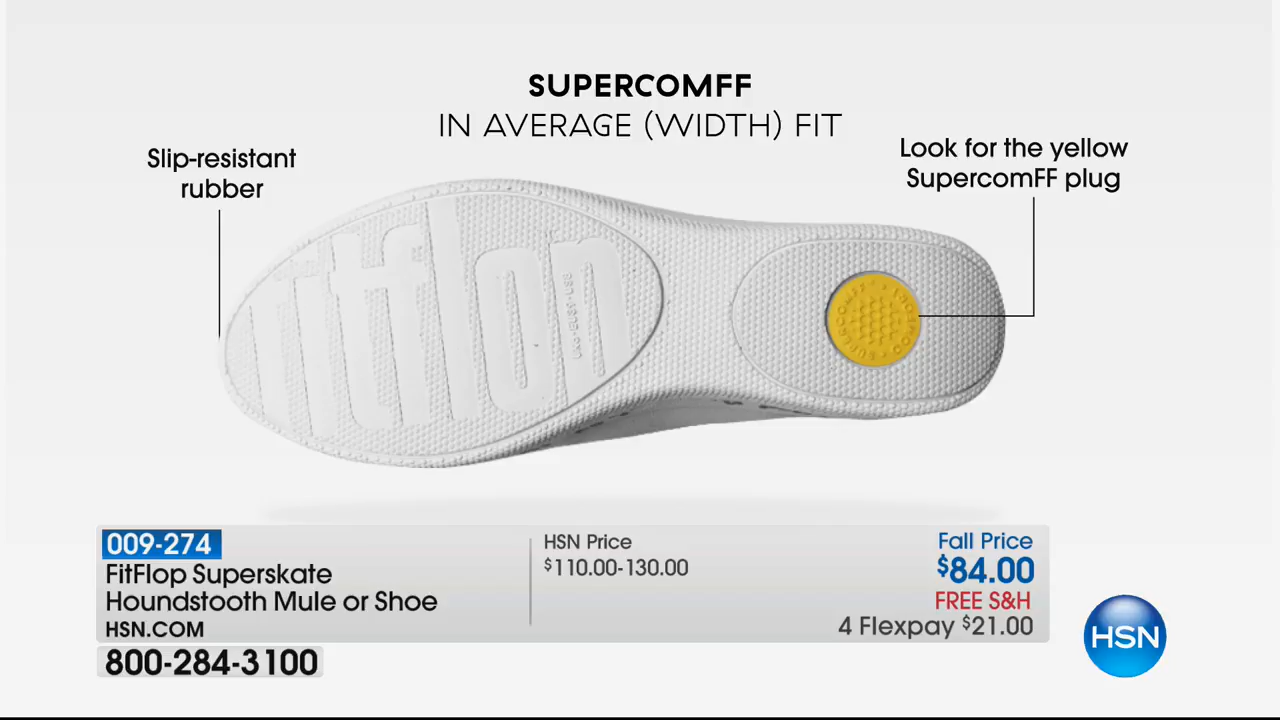 SUPERCOMFF
IN AVERAGE (WIDTH) FIT
Slip-resistant
rubber
Look for the yellow
SupercomFF plug
fitflop
SUPERCOMFF
009-274
FitFlop Superskate
Houndstooth Mule or Shoe
HSN.COM
800-284-3100
HSN Price
$110.00-130.00
Fall Price
$84.00
FREE S&H
4 Flexpay $21.00
HSN